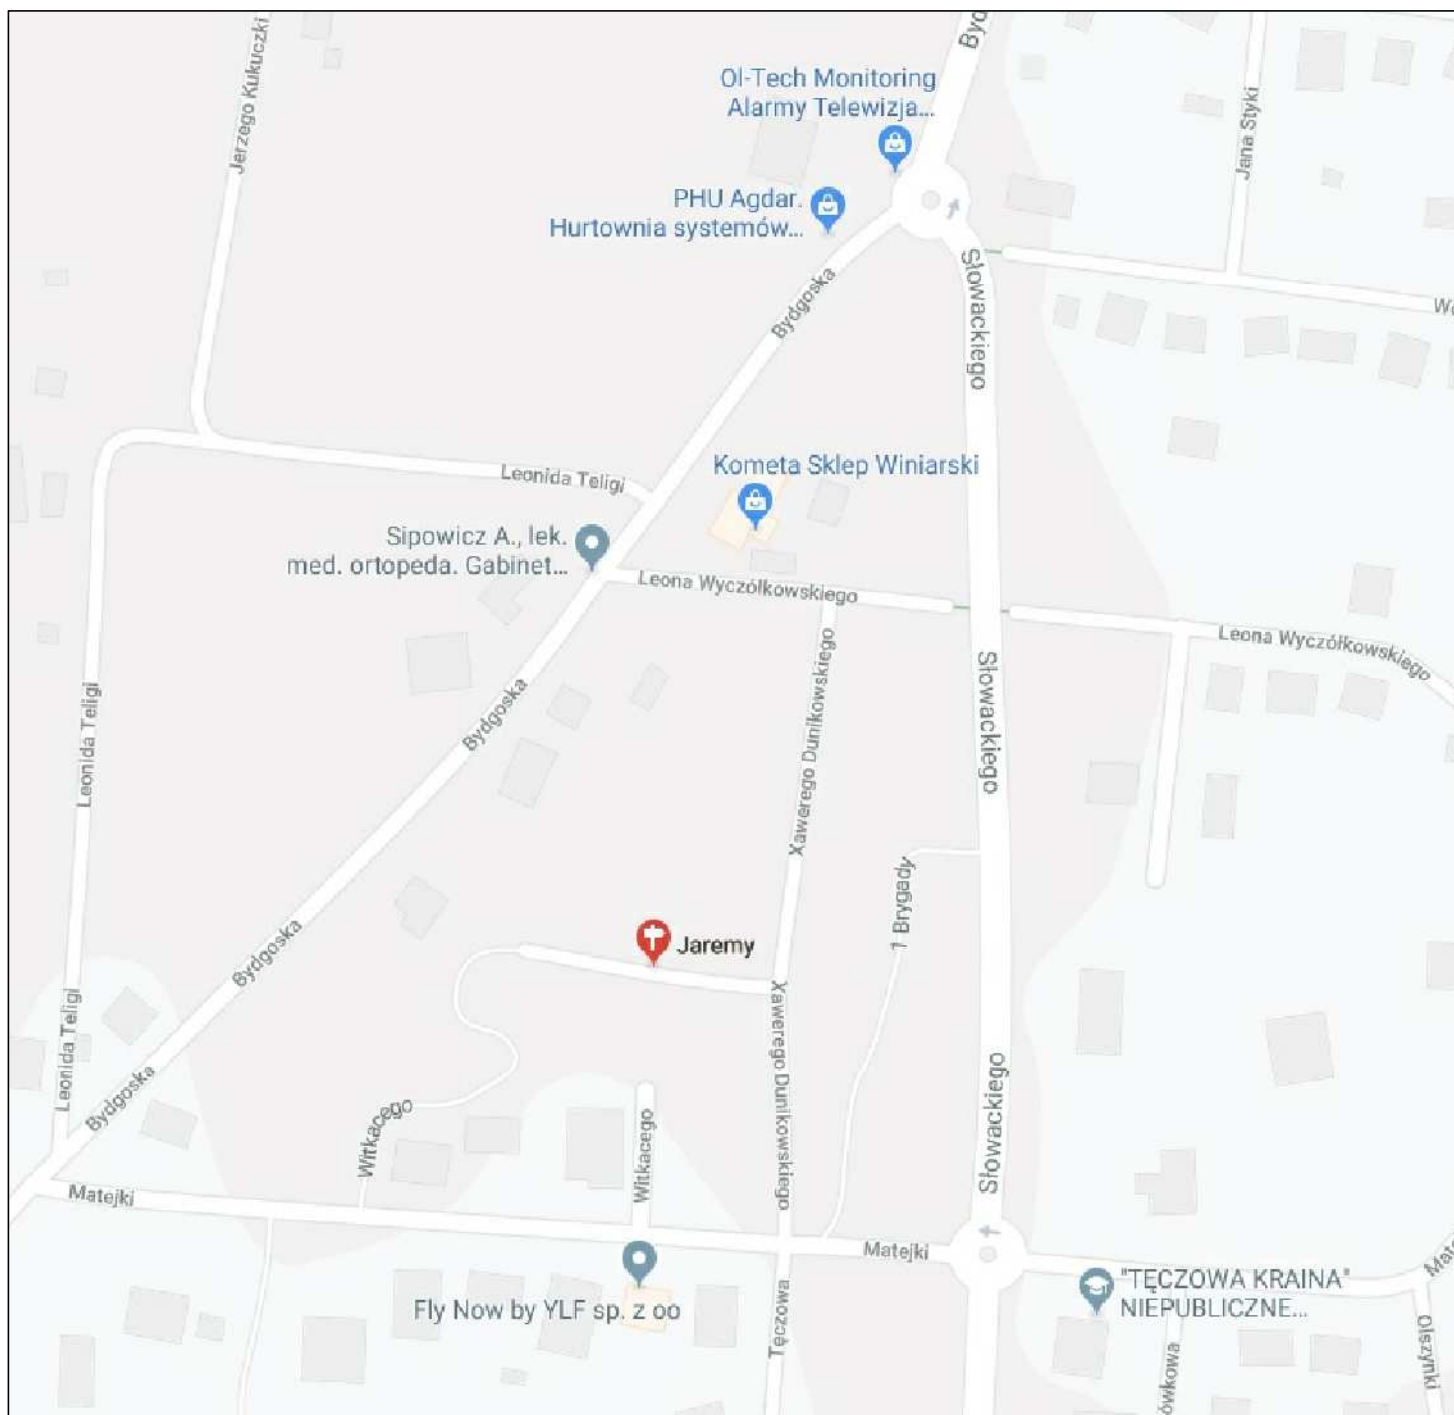 Byd
Ol-Tech Monitoring
Alarmy Telewizja...
Jerzego Kukuczki
Jana Styki
PHU Agdar.
Hurtownia systemów...
Słowackiego
Bydgoska
Kometa Sklep Winiarski
Leonida Teligi
Sipowicz A., lek.
med. ortopeda. Gabinet...
Leona Wyczółkowskiego
Leona Wyczółkowskiego
Xawerego Dunikowskiego
Słowackiego
Bydgoska
Leonida Teligi
1 Brygady
Jaremy
Bydgoska
Leonida Teligi
Bydgoska
Xawerego Dunikowskiego
Słowackiego
Witkacego
Witkacego
Matejki
Matejki
Mate
"TĘCZOWA KRAINA"
NIEPUBLICZNE...
Fly Now by YLF sp. z oo
Tęczowa
ówkowa
Olszynki